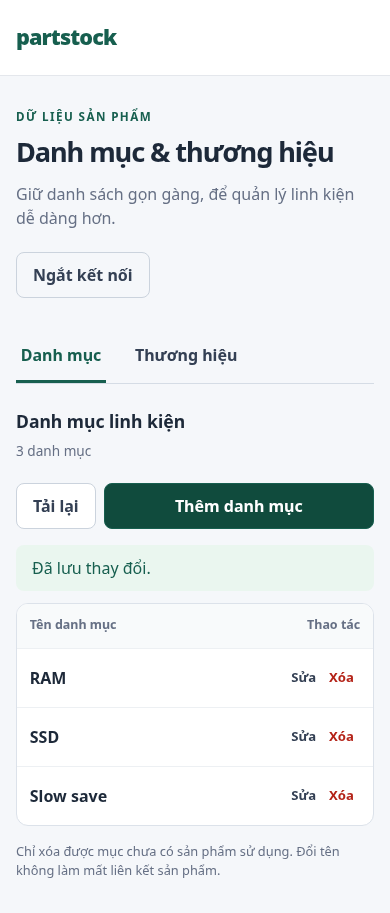 partstock
DỮ LIỆU SẢN PHẨM
Danh mục & thương hiệu
Giữ danh sách gọn gàng, để quản lý linh kiện
dễ dàng hơn.
Ngắt kết nối
Danh mục Thương hiệu
Danh mục linh kiện
3 danh mục
Tải lại Thêm danh mục
Đã lưu thay đổi.
Tên danh mục Thao tác
RAM Sửa Xóa
SSD Sửa Xóa
Slow save Sửa Xóa
Chỉ xóa được mục chưa có sản phẩm sử dụng. Đổi tên
không làm mất liên kết sản phẩm.